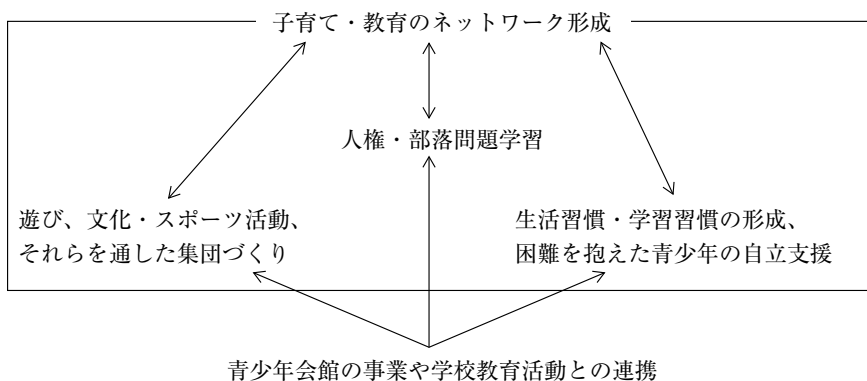 子育て・教育のネットワーク形成
人権・部落問題学習
遊び、文化・スポーツ活動、
それらを通した集団づくり
生活習慣・学習習慣の形成、
困難を抱えた青少年の自立支援
青少年会館の事業や学校教育活動との連携